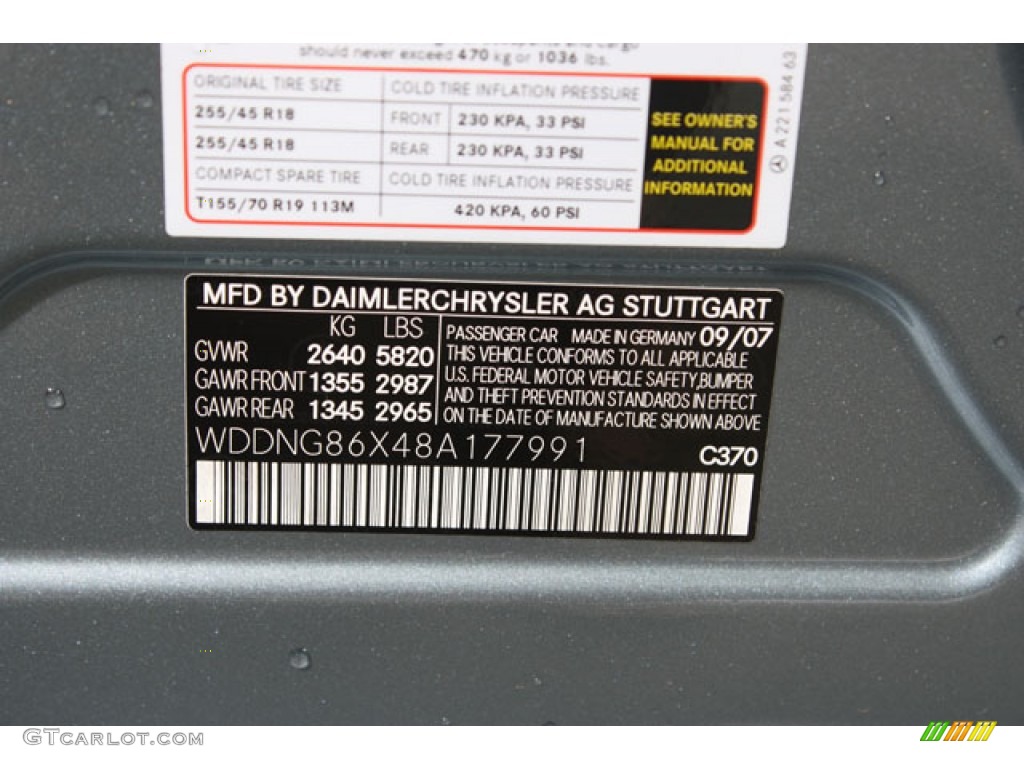 should never exceed 470 kg or 1036 lbs.
ORIGINAL TIRE SIZE COLD TIRE INFLATION PRESSURE
255/45 R18 FRONT 230 KPA, 33 PSI
255/45 R18 REAR 230 KPA, 33 PSI
COMPACT SPARE TIRE COLD TIRE INFLATION PRESSURE
T155/70 R19 113M 420 KPA, 60 PSI
SEE OWNER'S
MANUAL FOR
ADDITIONAL
INFORMATION
A 221 584 63
MFD BY DAIMLERCHRYSLER AG STUTTGART
KG LBS
GVWR 2640 5820
GAWR FRONT 1355 2987
GAWR REAR 1345 2965
PASSENGER CAR MADE IN GERMANY 09/07
THIS VEHICLE CONFORMS TO ALL APPLICABLE
U.S. FEDERAL MOTOR VEHICLE SAFETY, BUMPER
AND THEFT PREVENTION STANDARDS IN EFFECT
ON THE DATE OF MANUFACTURE SHOWN ABOVE
WDDNG86X48A177991
C370
GTCARLOT.COM